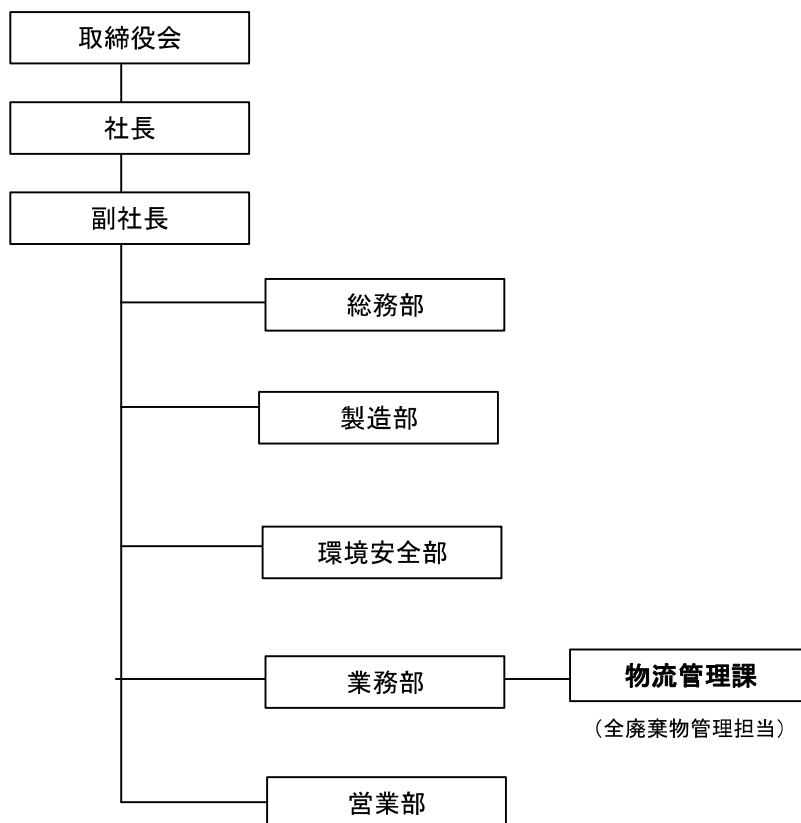 取締役会
社長
副社長
総務部
製造部
環境安全部
業務部
物流管理課
（全廃棄物管理担当）
営業部